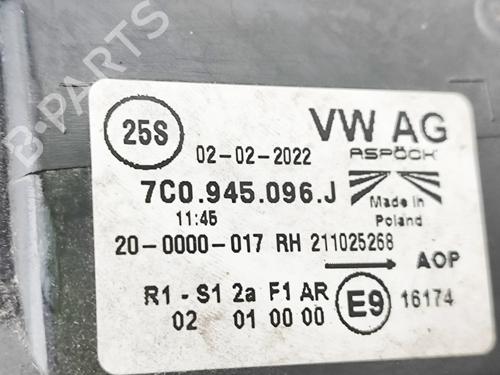 B-PARTS
25S
VW AG
02-02-2022
ASPÖCK
7C0.945.096.J
11:45
Made in
Poland
20-0000-017 RH 211025268
AOP
R1 - S1 2a F1 AR
02 01 00 00
E9
16174